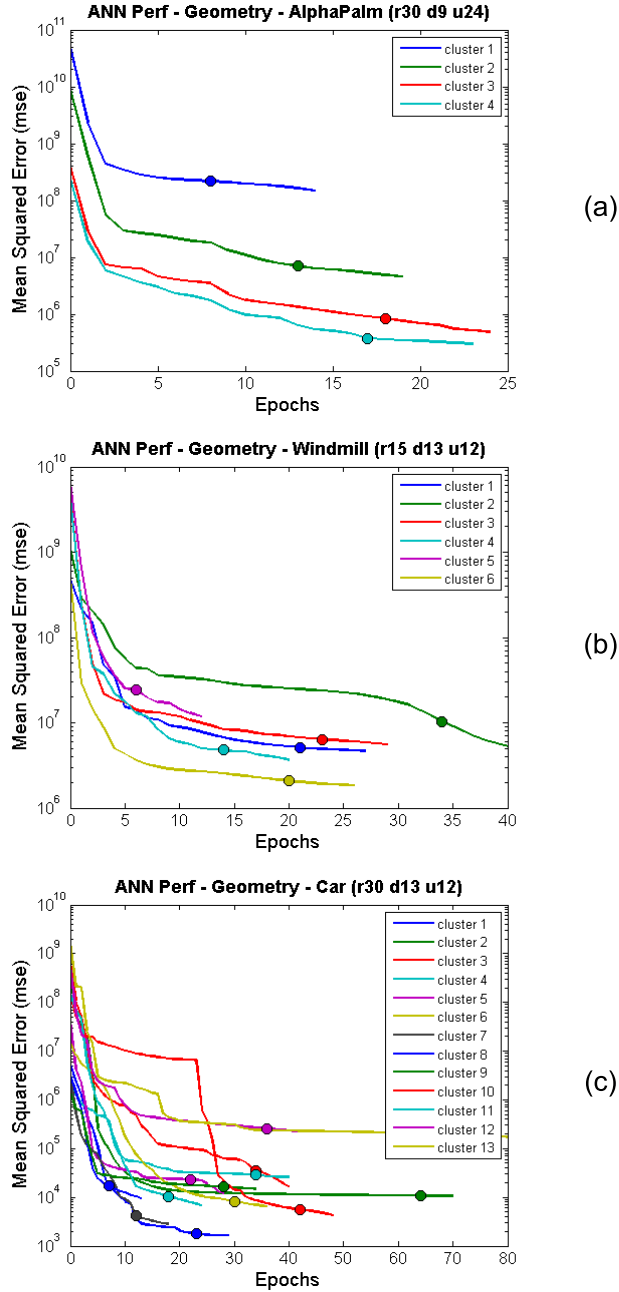 ANN Perf - Geometry - AlphaPalm (r30 d9 u24)
10^11
10^10
10^9
10^8
10^7
10^6
10^5
Mean Squared Error (mse)
cluster 1
cluster 2
cluster 3
cluster 4
0 5 10 15 20 25
Epochs
(a)
ANN Perf - Geometry - Windmill (r15 d13 u12)
10^10
10^9
10^8
10^7
10^6
Mean Squared Error (mse)
cluster 1
cluster 2
cluster 3
cluster 4
cluster 5
cluster 6
0 5 10 15 20 25 30 35 40
Epochs
(b)
ANN Perf - Geometry - Car (r30 d13 u12)
10^10
10^9
10^8
10^7
10^6
10^5
10^4
10^3
Mean Squared Error (mse)
cluster 1
cluster 2
cluster 3
cluster 4
cluster 5
cluster 6
cluster 7
cluster 8
cluster 9
cluster 10
cluster 11
cluster 12
cluster 13
0 10 20 30 40 50 60 70 80
Epochs
(c)